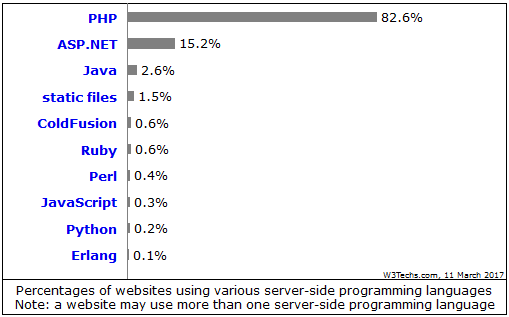 PHP 82.6%
ASP.NET 15.2%
Java 2.6%
static files 1.5%
ColdFusion 0.6%
Ruby 0.6%
Perl 0.4%
JavaScript 0.3%
Python 0.2%
Erlang 0.1%
W3Techs.com, 11 March 2017
Percentages of websites using various server-side programming languages
Note: a website may use more than one server-side programming language